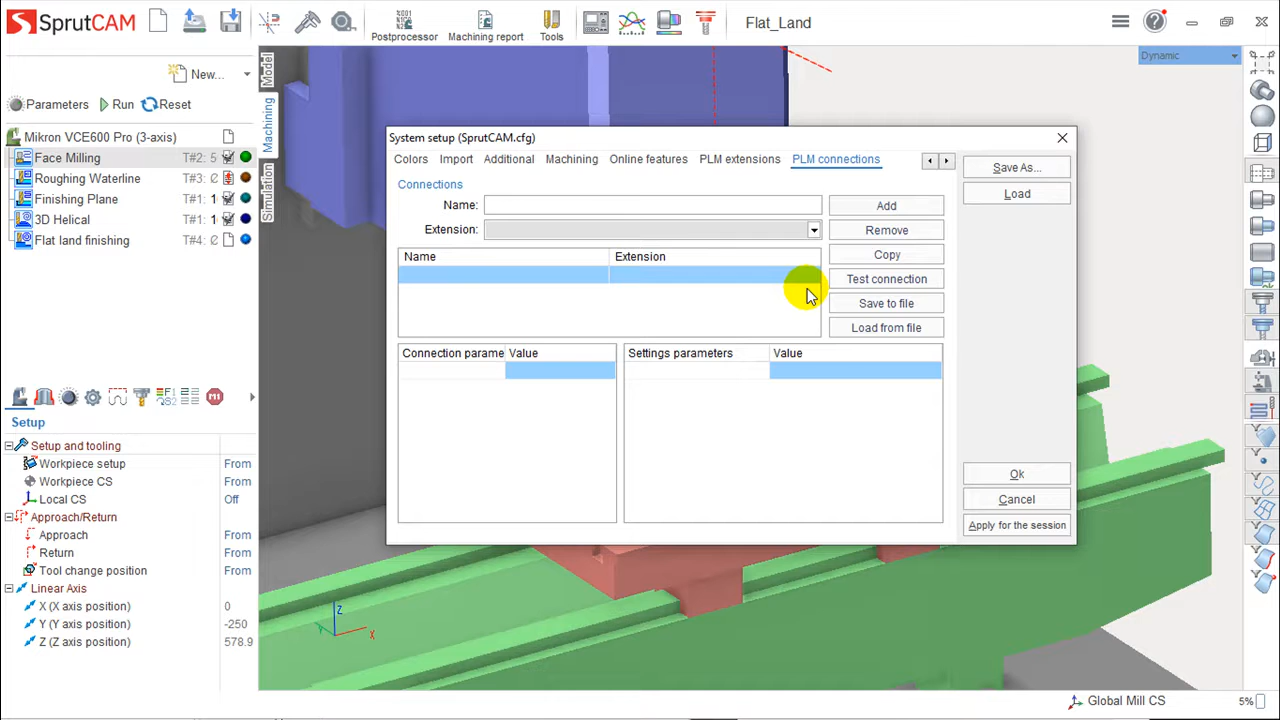 SprutCAM
%001
Postprocessor
Machining report
Tools
Flat_Land
New...
Parameters
Run
Reset
Mikron VCE600 Pro (3-axis)
Face Milling T#2: 5
Roughing Waterline T#3:
Finishing Plane T#1: 1
3D Helical T#1: 1
Flat land finishing T#4:
Setup
Setup and tooling
Workpiece setup From
Workpiece CS From
Local CS Off
Approach/Return
Approach From
Return From
Tool change position From
Linear Axis
X (X axis position) 0
Y (Y axis position) -250
Z (Z axis position) 578.9
Model
Machining
Simulation
Dynamic
System setup (SprutCAM.cfg)
Colors Import Additional Machining Online features PLM extensions PLM connections
Connections
Name:
Extension:
Name Extension
Connection parame Value
Settings parameters Value
Add
Remove
Copy
Test connection
Save to file
Load from file
Save As...
Load
Ok
Cancel
Apply for the session
Z
X
Y
Global Mill CS
5%